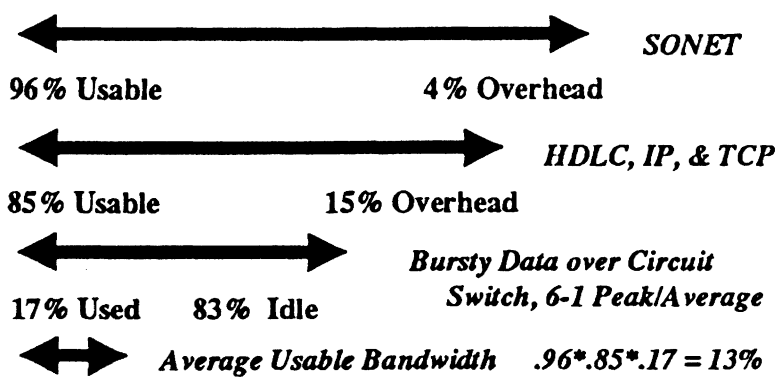 SONET
96% Usable 4% Overhead
HDLC, IP, & TCP
85% Usable 15% Overhead
Bursty Data over Circuit
Switch, 6-1 Peak/Average
17% Used 83% Idle
Average Usable Bandwidth .96*.85*.17 = 13%